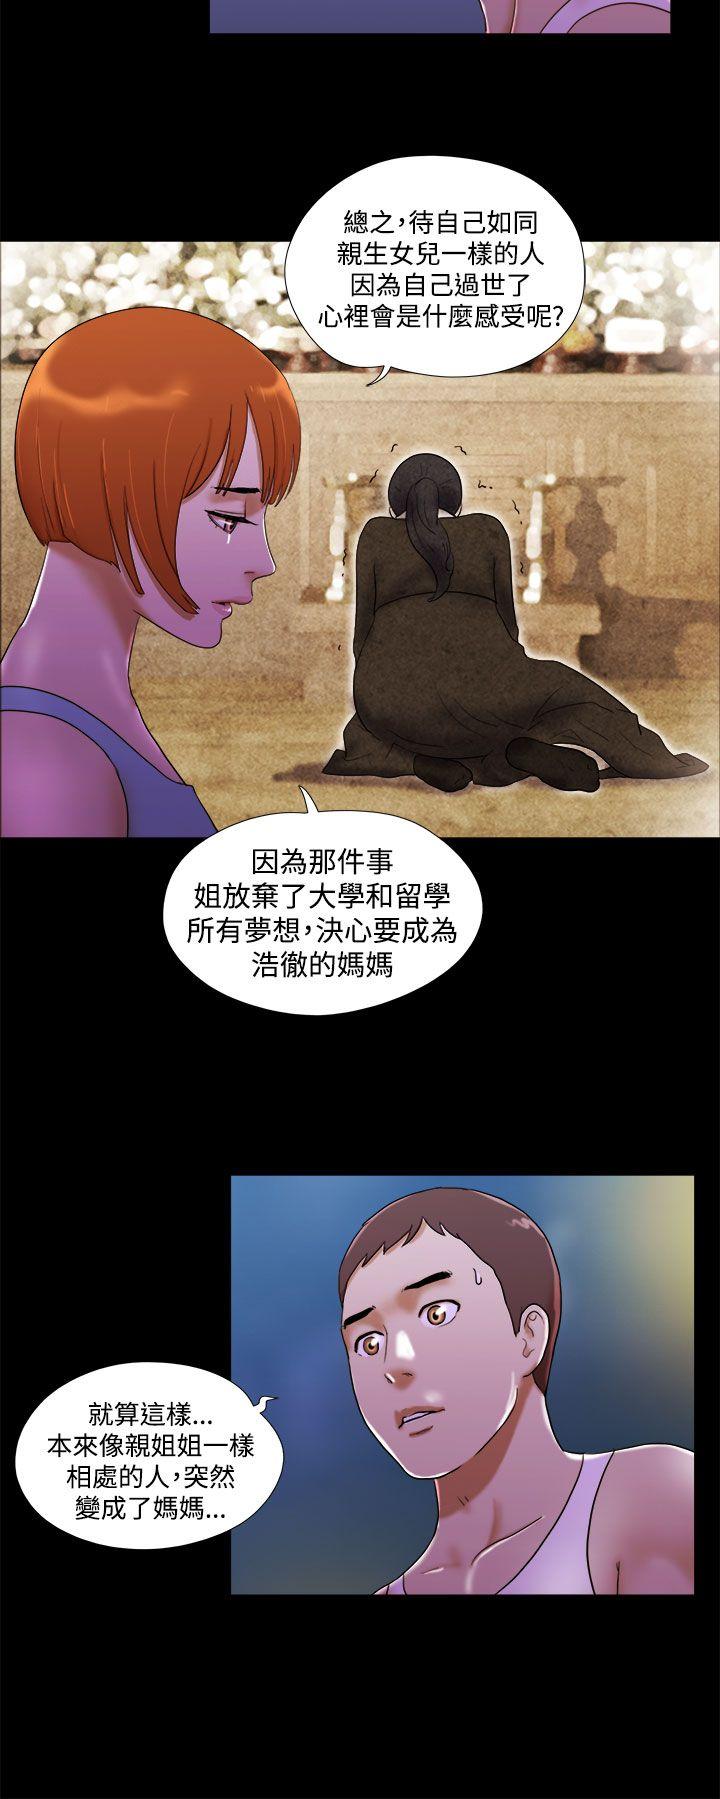 總之,待自己如同
親生女兒一樣的人
因為自己過世了
心裡會是什麼感受呢?
因為那件事
姐放棄了大學和留學
所有夢想,決心要成為
浩徹的媽媽
就算這樣...
本來像親姐姐一樣
相處的人,突然
變成了媽媽...